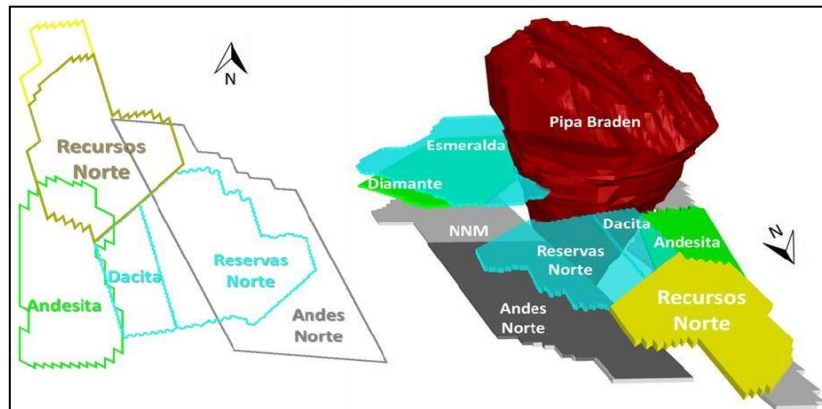 N
Recursos
Norte
Reservas
Norte
Dacita
Andesita
Andes
Norte
Pipa Braden
Esmeralda
Diamante
NNM
Dacita
Reservas
Norte
Andesita
N
Recursos
Norte
Andes
Norte